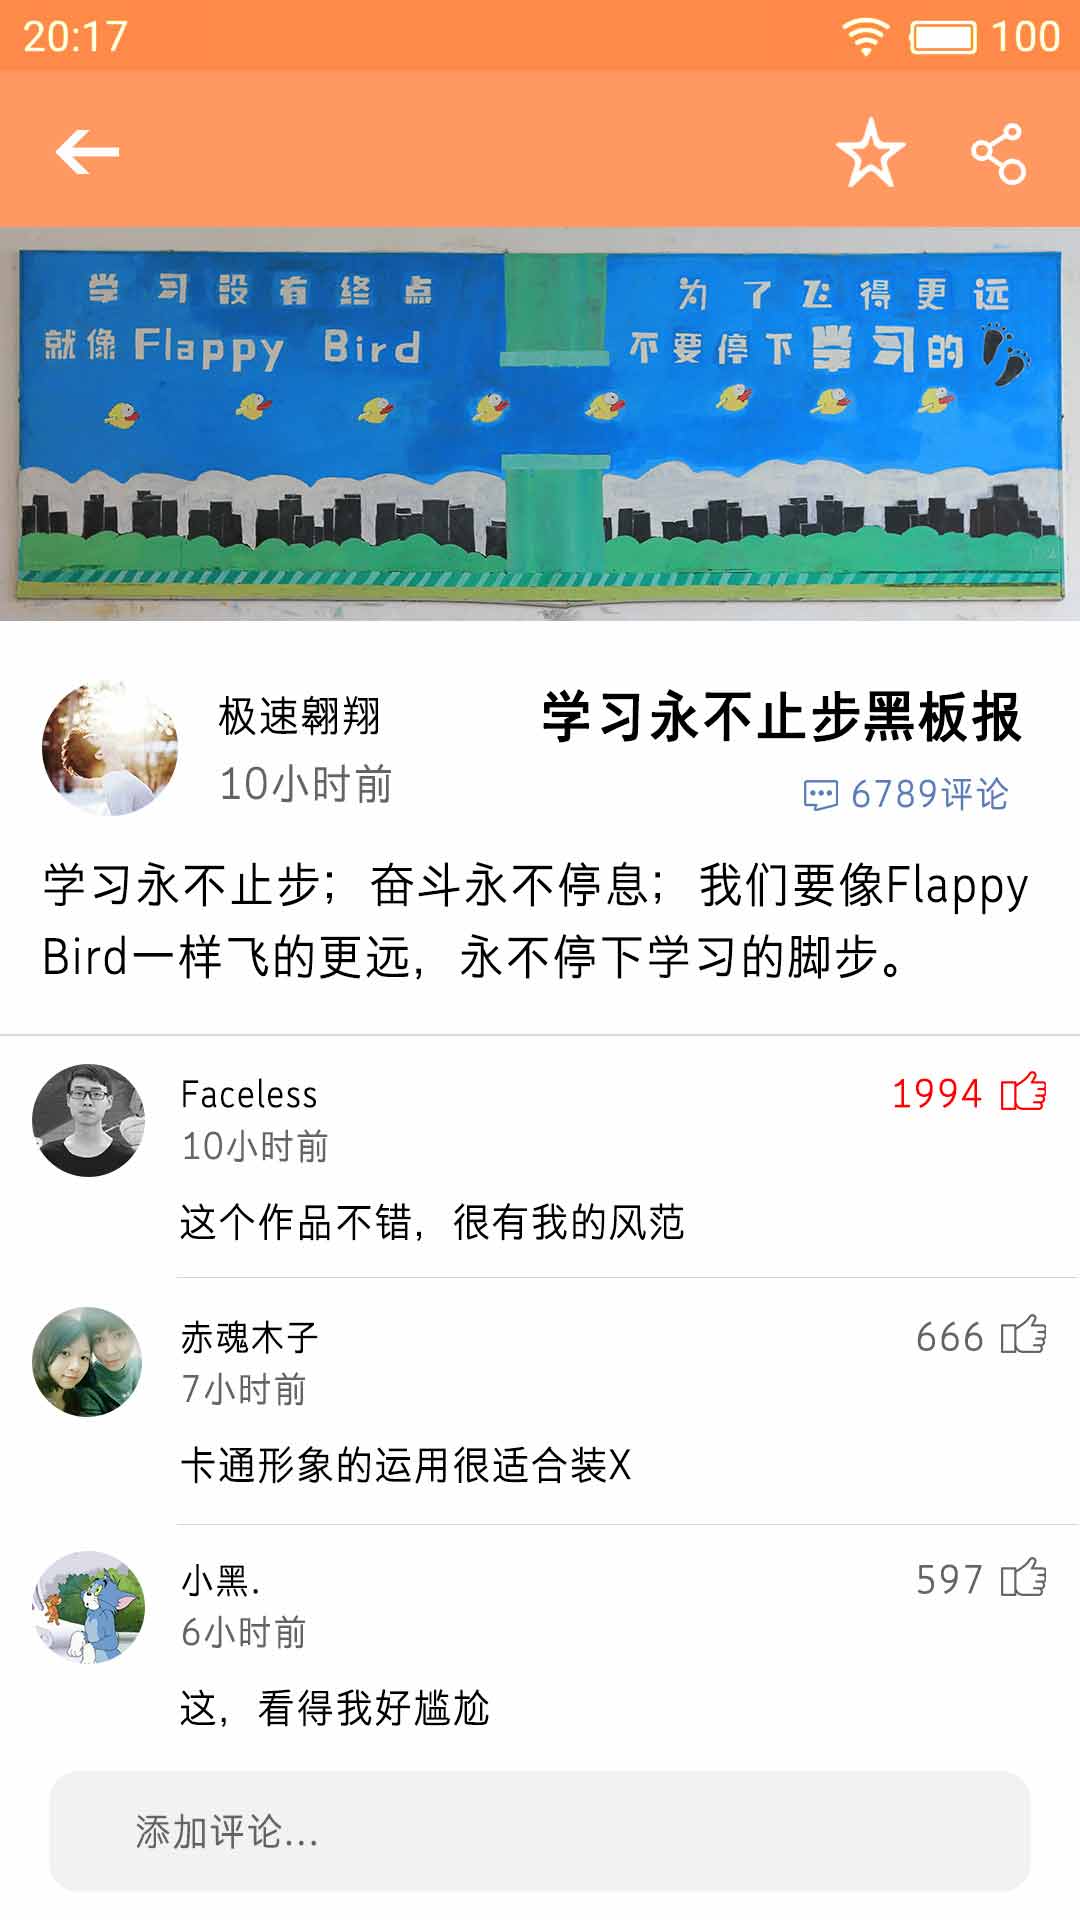 20:17
100
学习没有终点
就像Flappy Bird
为了飞得更远
不要停下学习的
极速翱翔
学习永不止步黑板报
10小时前
6789评论
学习永不止步；奋斗永不停息；我们要像Flappy
Bird一样飞的更远，永不停下学习的脚步。
Faceless
1994
10小时前
这个作品不错，很有我的风范
赤魂木子
666
7小时前
卡通形象的运用很适合装X
小黑.
597
6小时前
这，看得我好尴尬
添加评论...